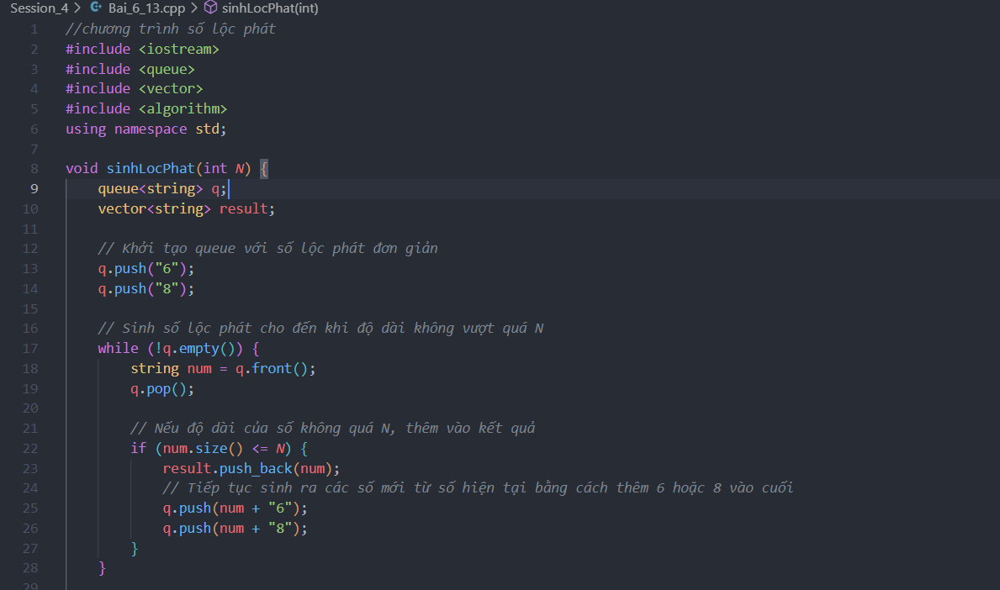 Session_4 > Bai_6_13.cpp > sinhLocPhat(int)
1 //chương trình số lộc phát
2 #include <iostream>
3 #include <queue>
4 #include <vector>
5 #include <algorithm>
6 using namespace std;
7
8 void sinhLocPhat(int N) {
9 queue<string> q;
10 vector<string> result;
11
12 // Khởi tạo queue với số lộc phát đơn giản
13 q.push("6");
14 q.push("8");
15
16 // Sinh số lộc phát cho đến khi độ dài không vượt quá N
17 while (!q.empty()) {
18 string num = q.front();
19 q.pop();
20
21 // Nếu độ dài của số không quá N, thêm vào kết quả
22 if (num.size() <= N) {
23 result.push_back(num);
24 // Tiếp tục sinh ra các số mới từ số hiện tại bằng cách thêm 6 hoặc 8 vào cuối
25 q.push(num + "6");
26 q.push(num + "8");
27 }
28 }
29